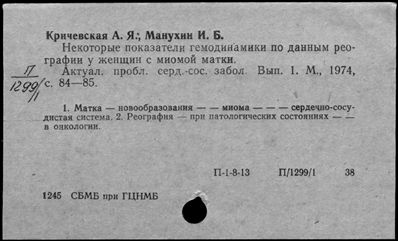 Кричевская А. Я., Манухин И. Б.
Некоторые показатели гемодинамики по данным рео-
графии у женщин с миомой матки.
Актуал. пробл. серд.-сос. забол. Вып. 1. М., 1974,
с. 84—85.
П
1299/1
1. Матка — новообразования — — миома — — — сердечно-сосу-
дистая система. 2. Реография — при патологических состояниях — —
в онкологии.
П-1-8-13 П/1299/1 38
1245 СБМБ при ГЦНМБ